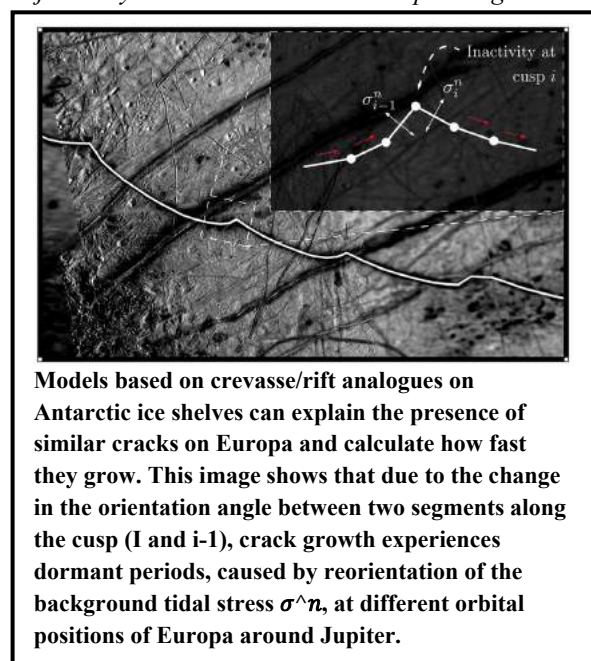 Inactivity at
cusp i
σⁿᵢ₋₁
σⁿᵢ
Models based on crevasse/rift analogues on
Antarctic ice shelves can explain the presence of
similar cracks on Europa and calculate how fast
they grow. This image shows that due to the change
in the orientation angle between two segments along
the cusp (I and i-1), crack growth experiences
dormant periods, caused by reorientation of the
background tidal stress σ^n, at different orbital
positions of Europa around Jupiter.